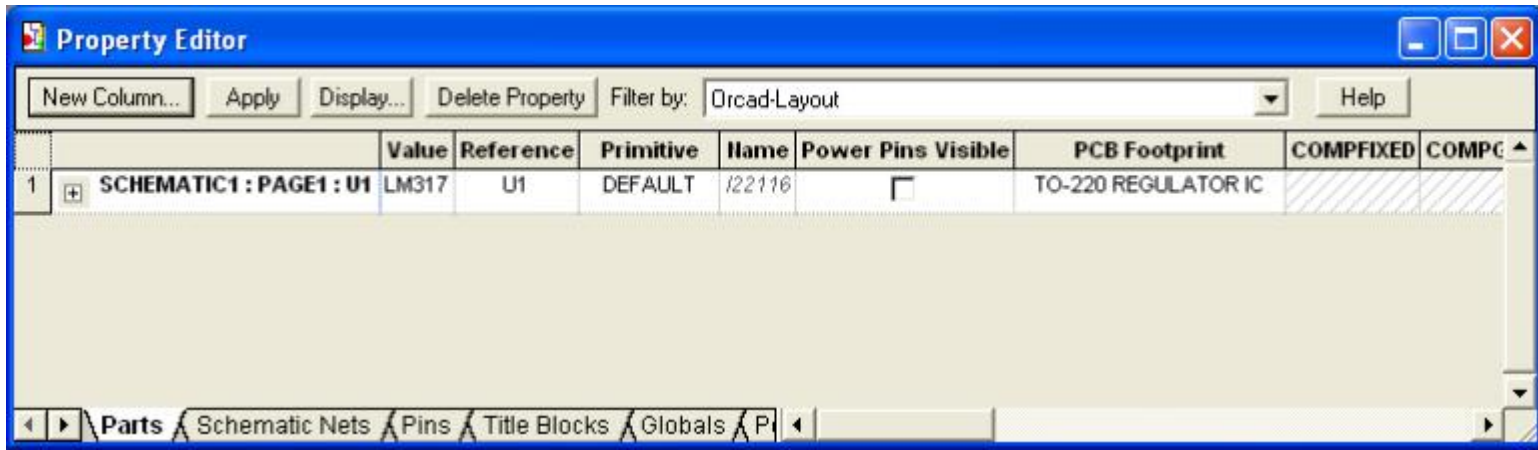 Property Editor
New Column... Apply Display... Delete Property Filter by: Orcad-Layout Help
Value Reference Primitive Name Power Pins Visible PCB Footprint COMPFIXED COMPG
1 SCHEMATIC1 : PAGE1 : U1 LM317 U1 DEFAULT I22116 TO-220 REGULATOR IC
Parts Schematic Nets Pins Title Blocks Globals